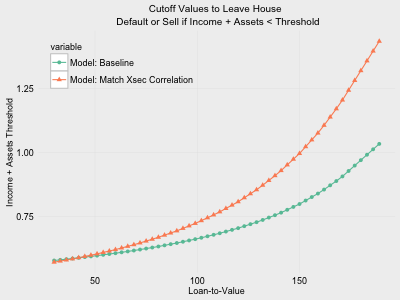 Cutoff Values to Leave House
Default or Sell if Income + Assets < Threshold
variable
Model: Baseline
Model: Match Xsec Correlation
Income + Assets Threshold
1.25
1.00
0.75
50 100 150
Loan-to-Value